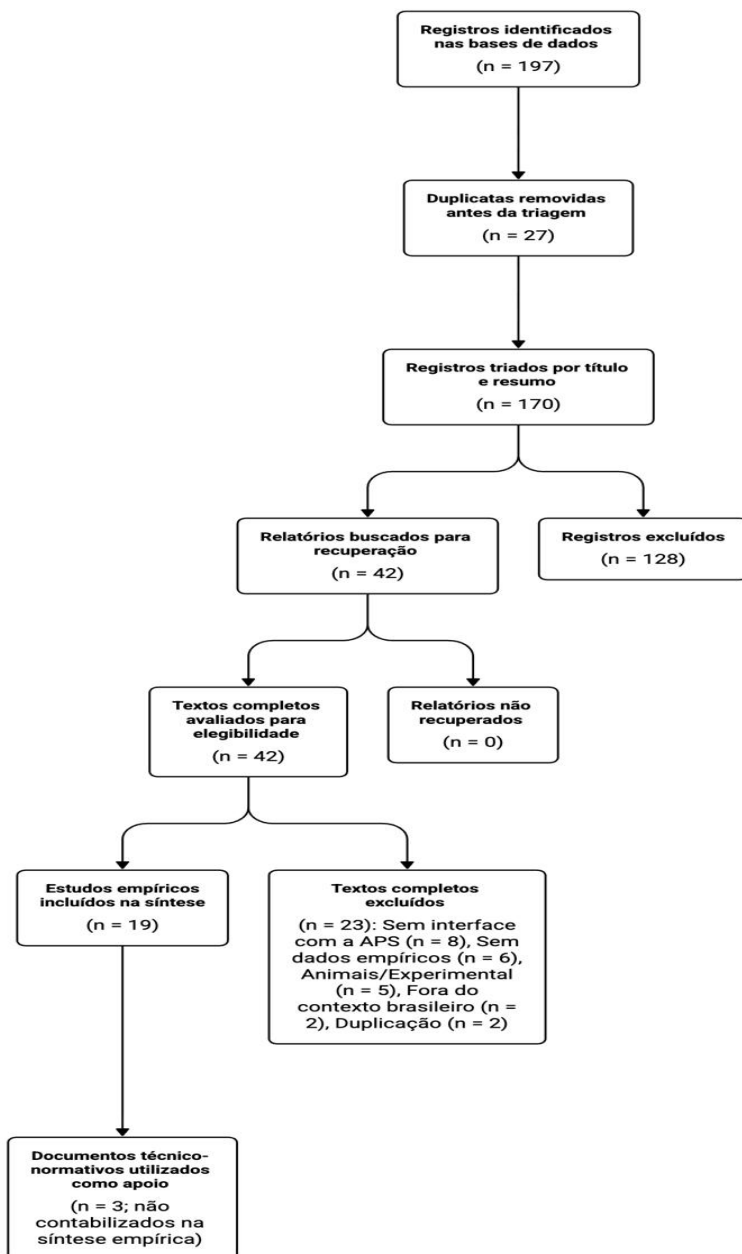 Registros identificados
nas bases de dados
(n = 197)
Duplicatas removidas
antes da triagem
(n = 27)
Registros triados por título
e resumo
(n = 170)
Relatórios buscados para
recuperação
(n = 42)
Registros excluídos
(n = 128)
Textos completos
avaliados para
elegibilidade
(n = 42)
Relatórios não
recuperados
(n = 0)
Estudos empíricos
incluídos na síntese
(n = 19)
Textos completos
excluídos
(n = 23): Sem interface
com a APS (n = 8), Sem
dados empíricos (n = 6),
Animais/Experimental
(n = 5), Fora do
contexto brasileiro (n =
2), Duplicação (n = 2)
Documentos técnico-
normativos utilizados
como apoio
(n = 3; não
contabilizados na
síntese empírica)